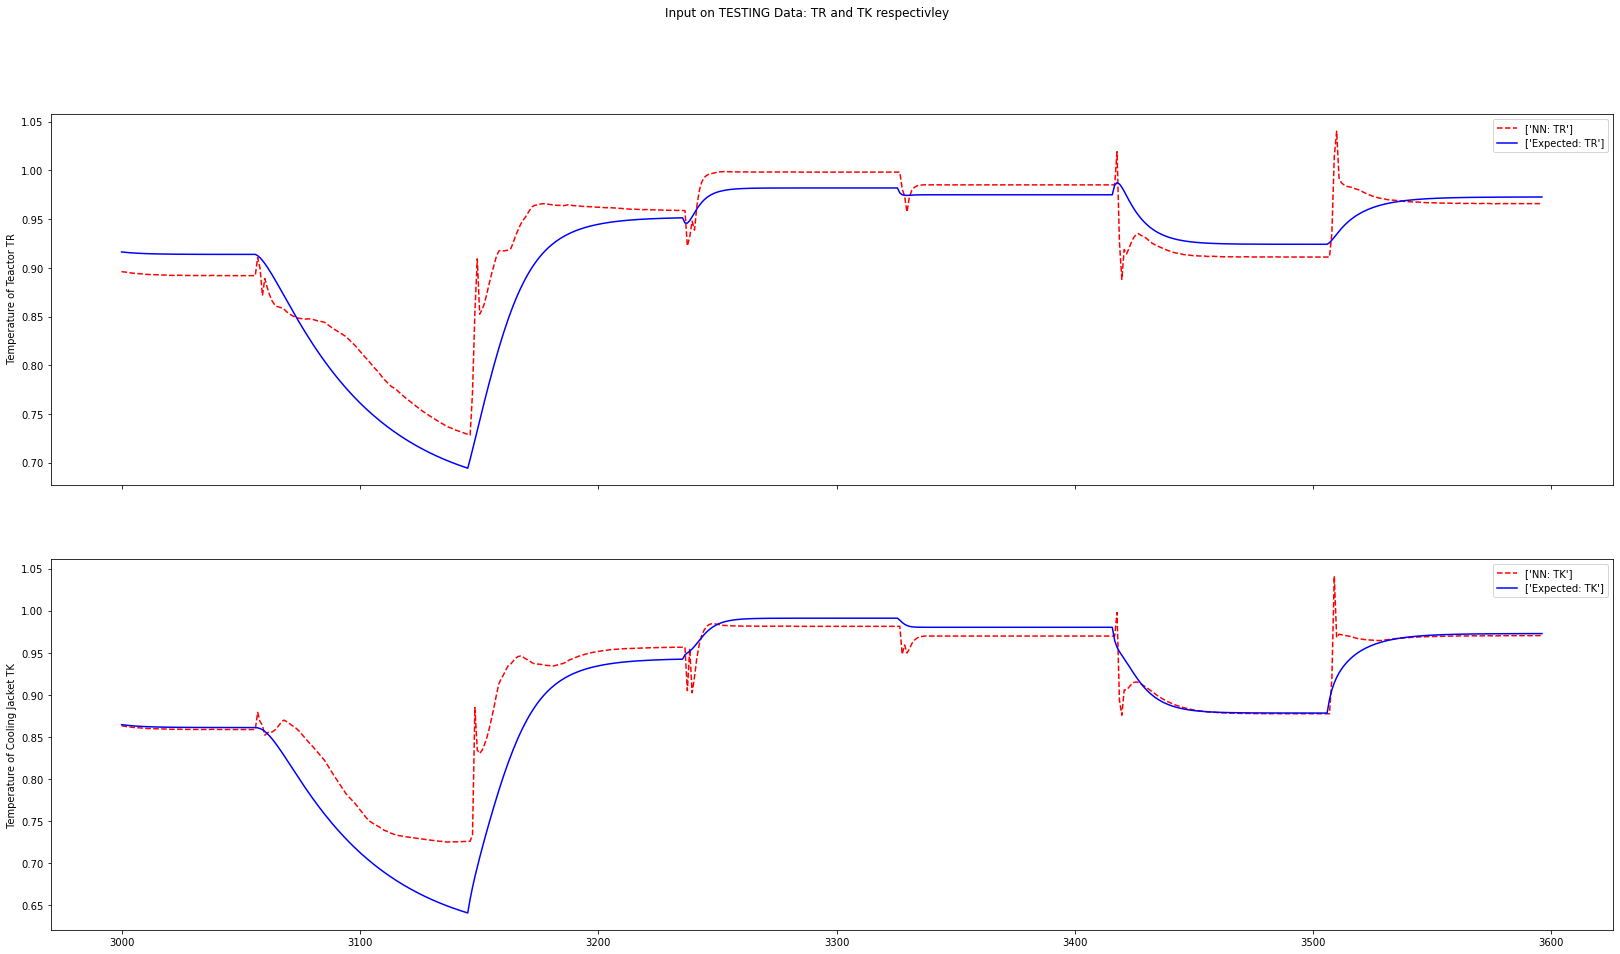 Input on TESTING Data: TR and TK respectivley
1.05
1.00
0.95
0.90
0.85
0.80
0.75
0.70
Temperature of Teactor TR
['NN: TR']
['Expected: TR']
1.05
1.00
0.95
0.90
0.85
0.80
0.75
0.70
0.65
Temperature of Cooling Jacket TK
['NN: TK']
['Expected: TK']
3000 3100 3200 3300 3400 3500 3600